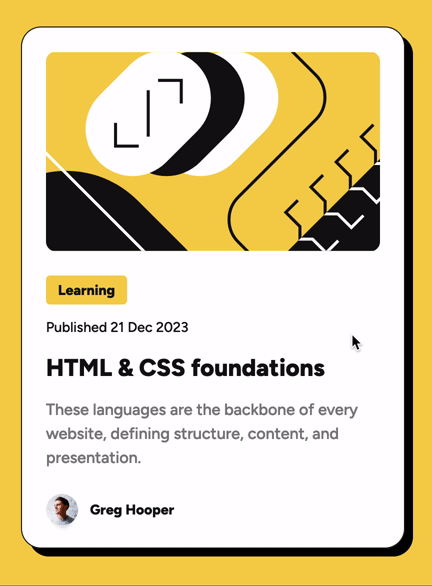 Learning
Published 21 Dec 2023
HTML & CSS foundations
These languages are the backbone of every
website, defining structure, content, and
presentation.
Greg Hooper